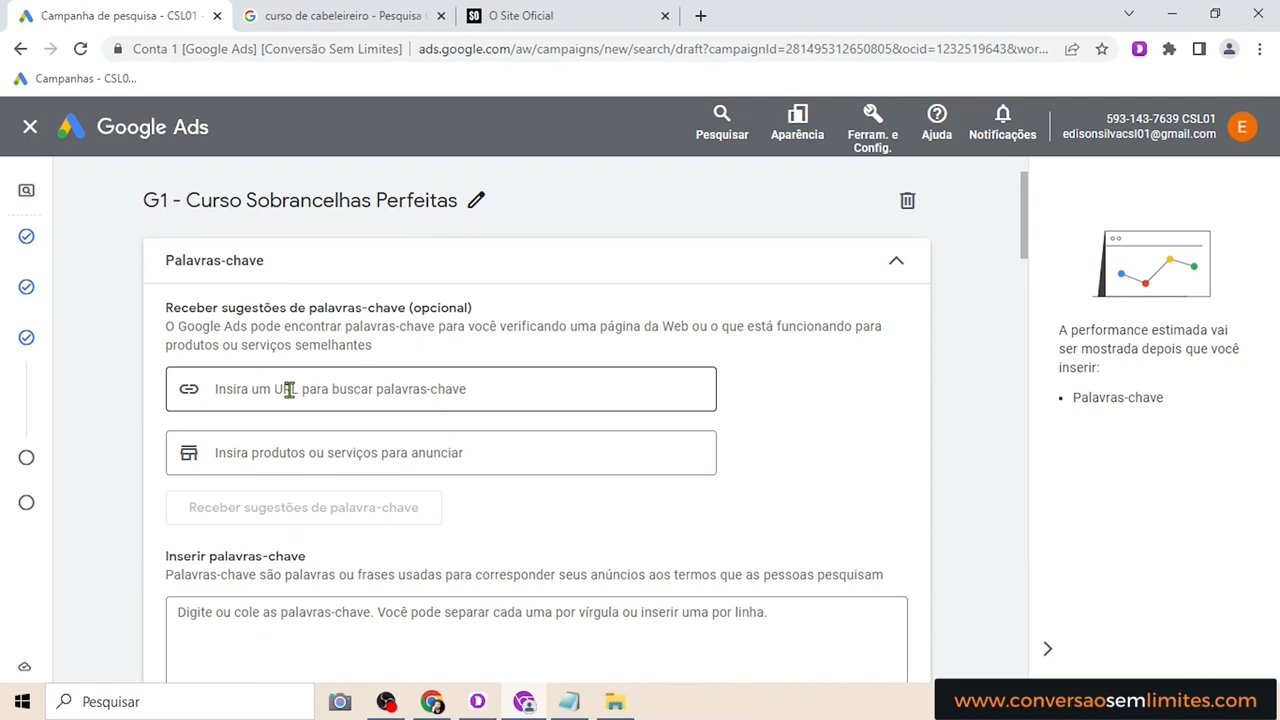 Campanha de pesquisa - CSL01 -
curso de cabeleireiro - Pesquisa G
SO
O Site Oficial
Conta 1 [Google Ads] [Conversão Sem Limites]
ads.google.com/aw/campaigns/new/search/draft?campaignId=281495312650805&ocid=1232519643&wor...
Campanhas - CSL0...
Google Ads
Pesquisar
Aparência
Ferram. e
Config.
Ajuda
Notificações
593-143-7639 CSL01
edisonsilvacsl01@gmail.com
E
G1 - Curso Sobrancelhas Perfeitas
Palavras-chave
Receber sugestões de palavras-chave (opcional)
O Google Ads pode encontrar palavras-chave para você verificando uma página da Web ou o que está funcionando para
produtos ou serviços semelhantes
Insira um URL para buscar palavras-chave
Insira produtos ou serviços para anunciar
Receber sugestões de palavra-chave
Inserir palavras-chave
Palavras-chave são palavras ou frases usadas para corresponder seus anúncios aos termos que as pessoas pesquisam
Digite ou cole as palavras-chave. Você pode separar cada uma por vírgula ou inserir uma por linha.
A performance estimada vai
ser mostrada depois que você
inserir:
• Palavras-chave
Pesquisar
www.conversaosemlimites.com